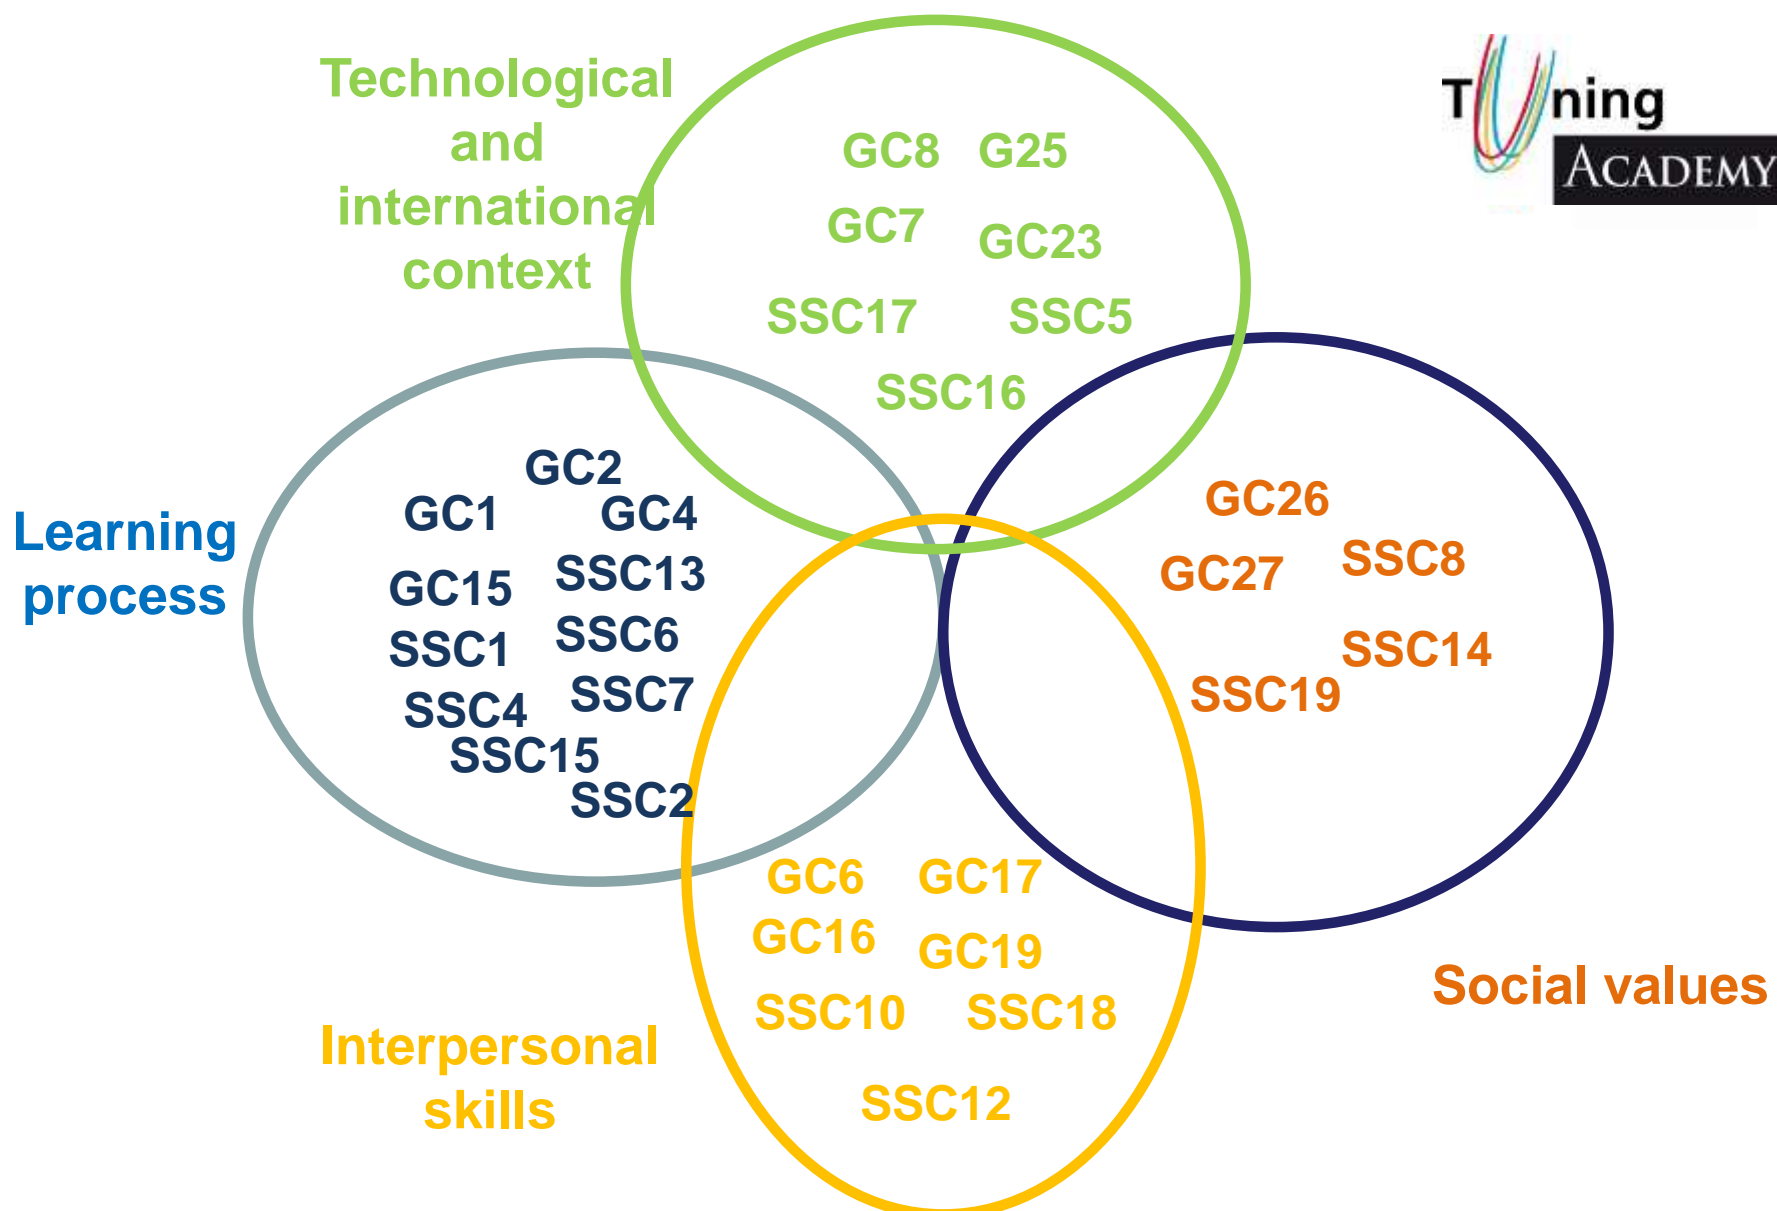 Technological
and
international
context
GC8 G25
GC7 GC23
SSC17 SSC5
SSC16
TUning
ACADEMY
Learning
process
GC2
GC1 GC4
GC15 SSC13
SSC1 SSC6
SSC4 SSC7
SSC15
SSC2
GC26
GC27 SSC8
SSC14
SSC19
Social values
Interpersonal
skills
GC6 GC17
GC16 GC19
SSC10 SSC18
SSC12